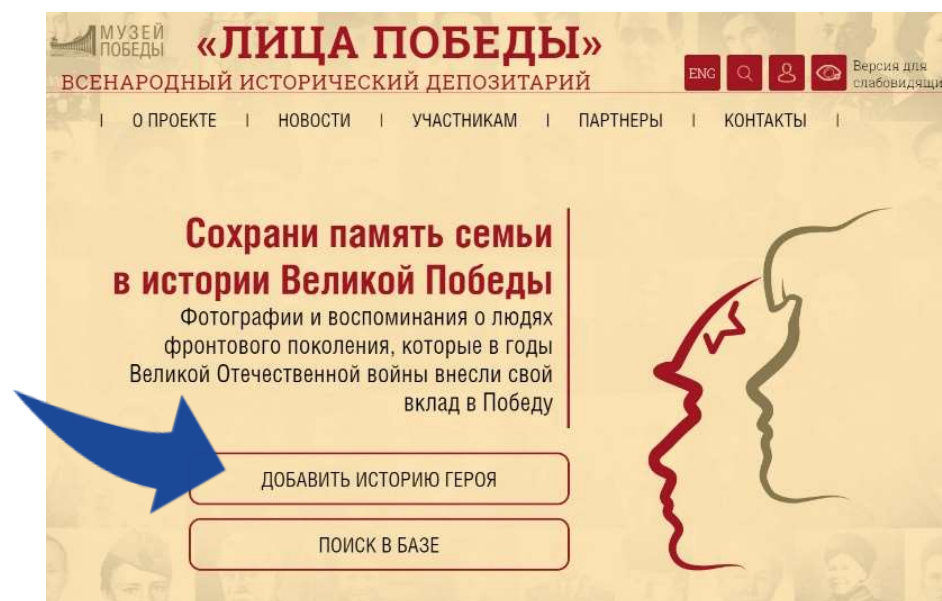 МУЗЕЙ
ПОБЕДЫ
«ЛИЦА ПОБЕДЫ»
ВСЕНАРОДНЫЙ ИСТОРИЧЕСКИЙ ДЕПОЗИТАРИЙ
ENG
Версия для
слабовидящи
| О ПРОЕКТЕ | НОВОСТИ | УЧАСТНИКАМ | ПАРТНЕРЫ | КОНТАКТЫ |
Сохрани память семьи
в истории Великой Победы
Фотографии и воспоминания о людях
фронтового поколения, которые в годы
Великой Отечественной войны внесли свой
вклад в Победу
ДОБАВИТЬ ИСТОРИЮ ГЕРОЯ
ПОИСК В БАЗЕ